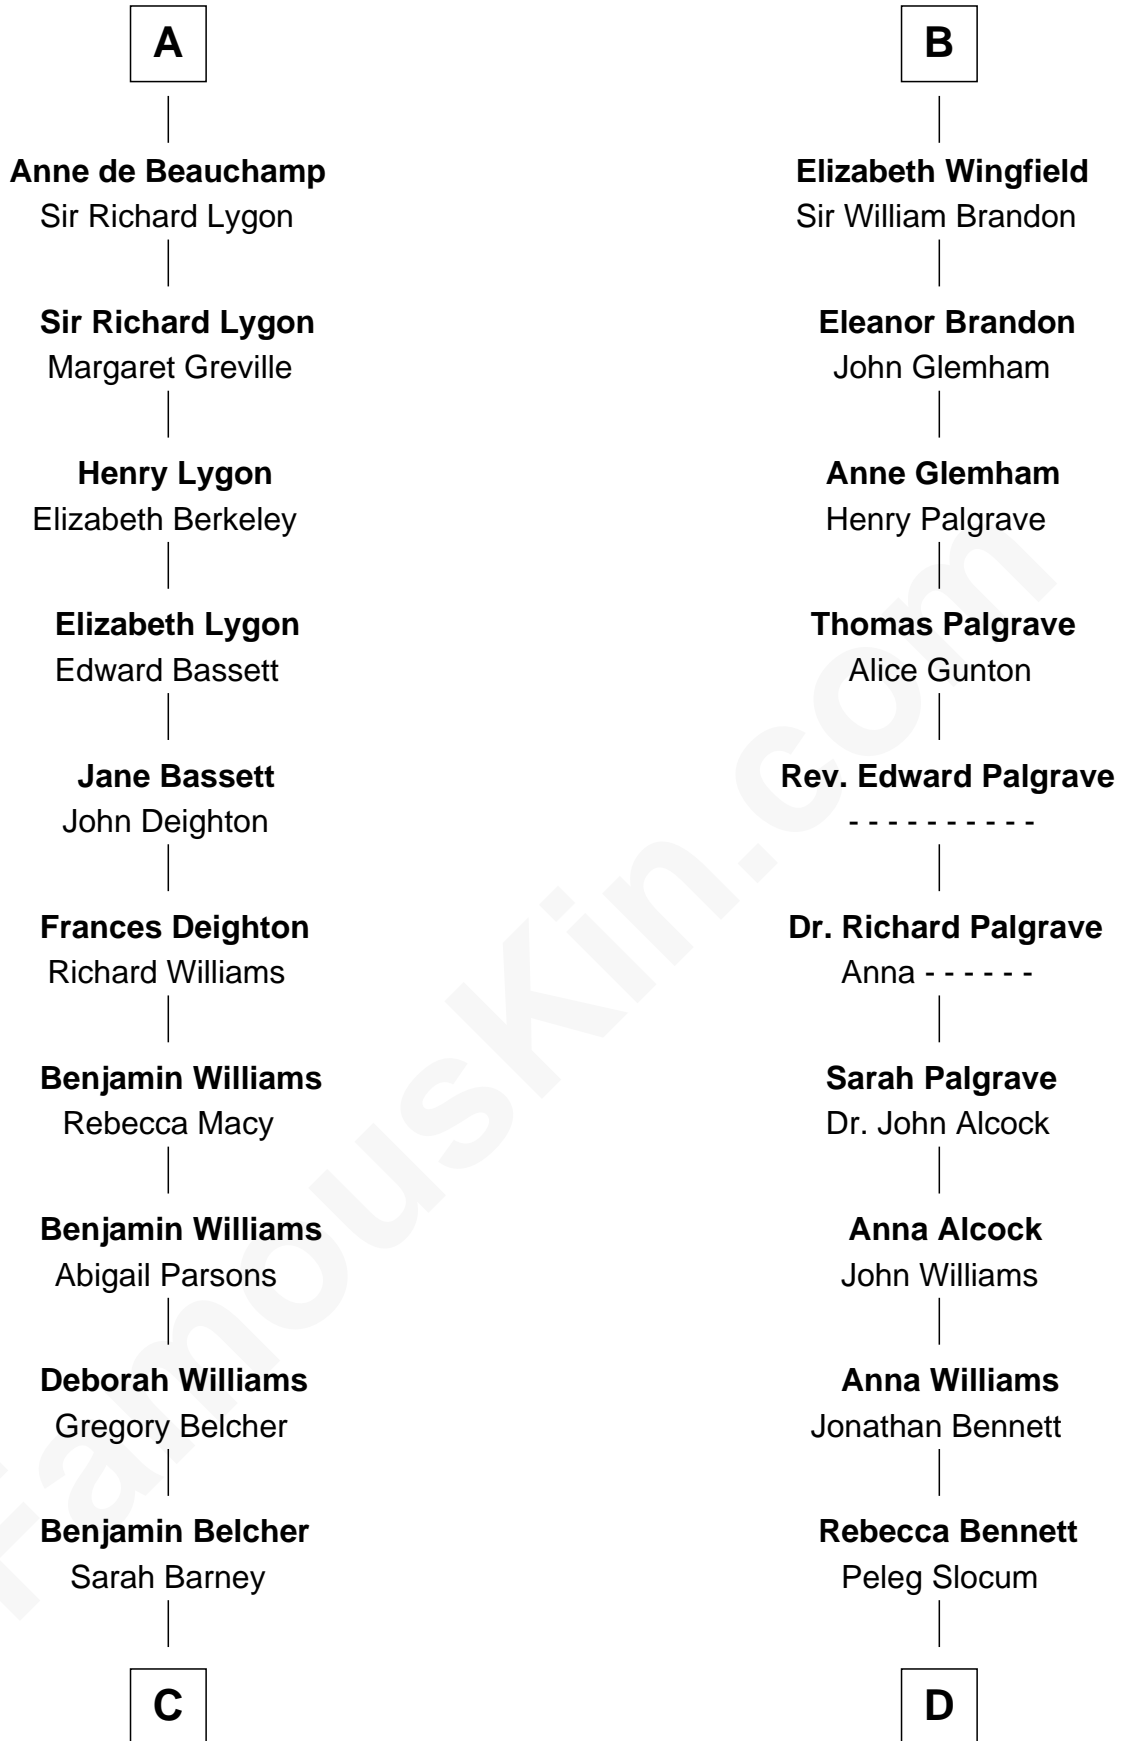 A
Anne de Beauchamp
Sir Richard Lygon
Sir Richard Lygon
Margaret Greville
Henry Lygon
Elizabeth Berkeley
Elizabeth Lygon
Edward Bassett
Jane Bassett
John Deighton
Frances Deighton
Richard Williams
Benjamin Williams
Rebecca Macy
Benjamin Williams
Abigail Parsons
Deborah Williams
Gregory Belcher
Benjamin Belcher
Sarah Barney
C
B
Elizabeth Wingfield
Sir William Brandon
Eleanor Brandon
John Glemham
Anne Glemham
Henry Palgrave
Thomas Palgrave
Alice Gunton
Rev. Edward Palgrave
- - - - - - - - - -
Dr. Richard Palgrave
Anna - - - - - -
Sarah Palgrave
Dr. John Alcock
Anna Alcock
John Williams
Anna Williams
Jonathan Bennett
Rebecca Bennett
Peleg Slocum
D
FamousKin.com